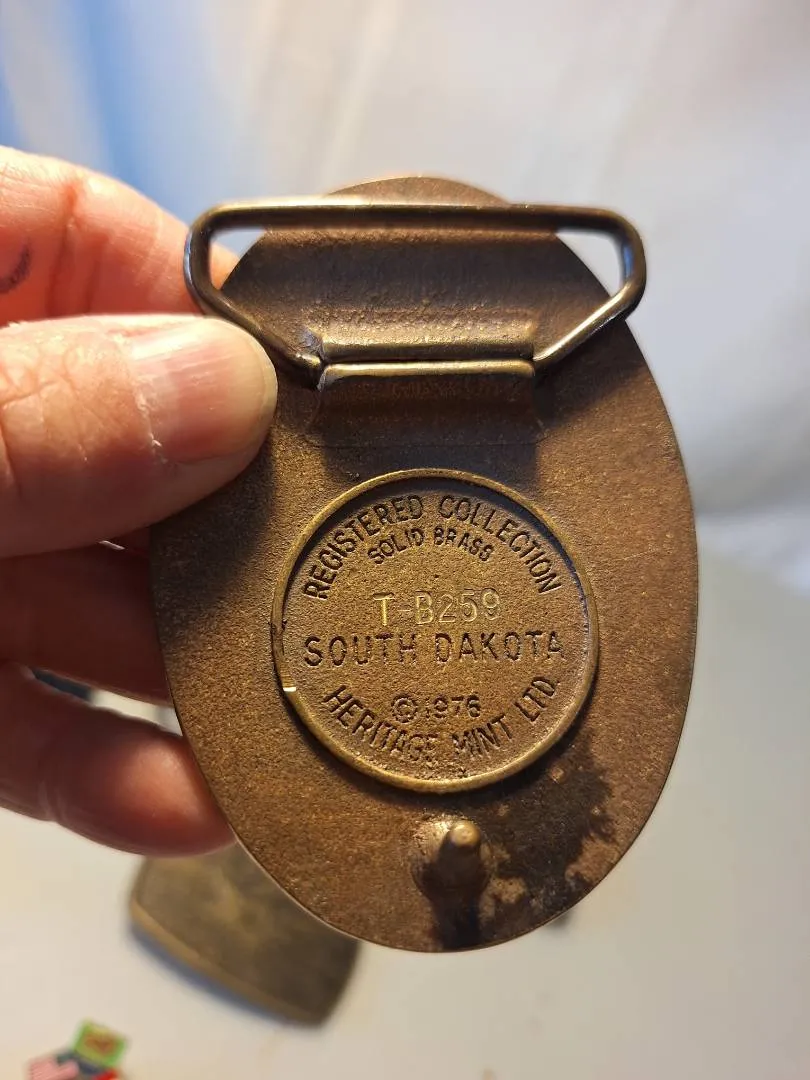 REGISTERED COLLECTION
SOLID BRASS
T-B259
SOUTH DAKOTA
© 1976
HERITAGE MINT LTD.